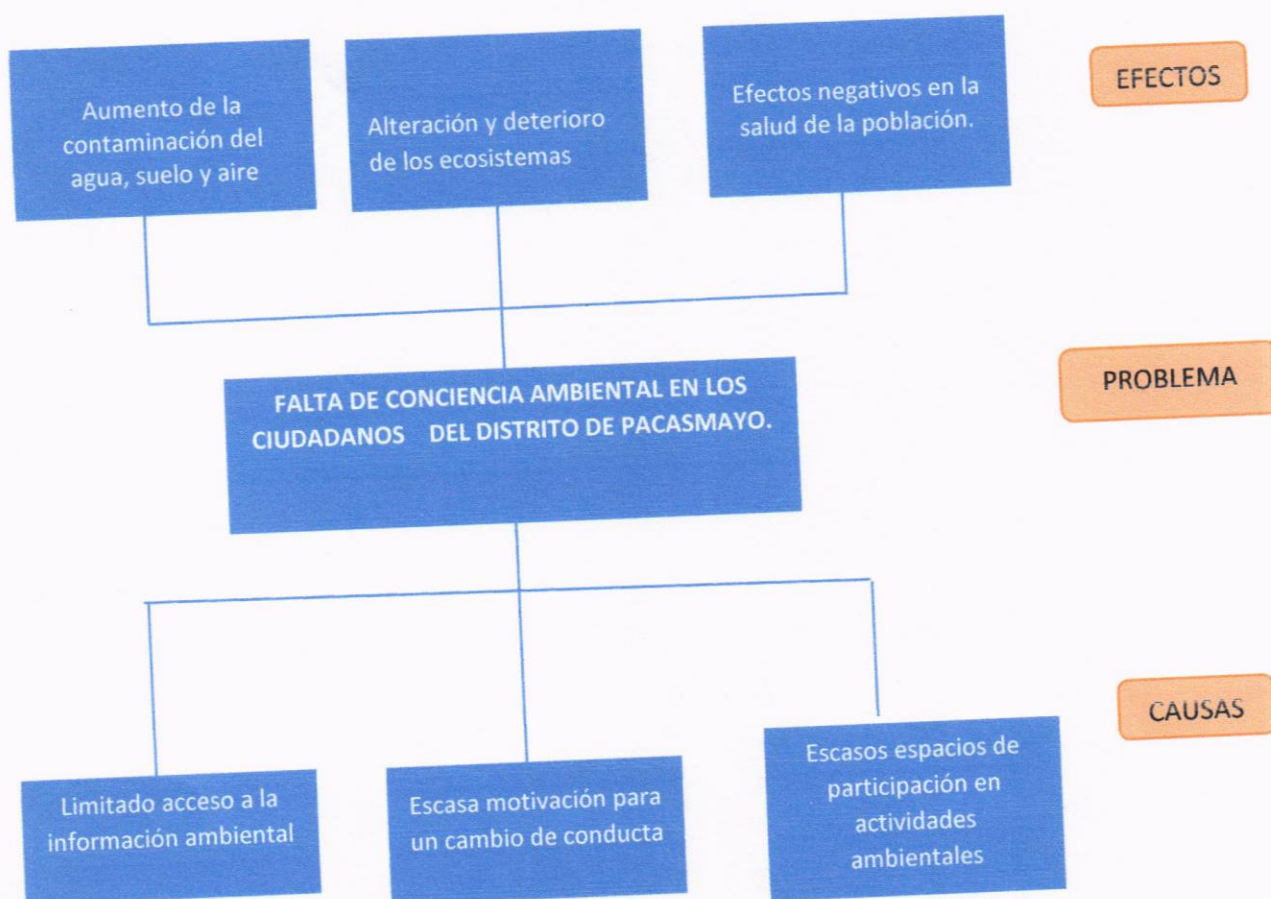 Aumento de la
contaminación del
agua, suelo y aire
Alteración y deterioro
de los ecosistemas
Efectos negativos en la
salud de la población.
EFECTOS
FALTA DE CONCIENCIA AMBIENTAL EN LOS
CIUDADANOS DEL DISTRITO DE PACASMAYO.
PROBLEMA
CAUSAS
Limitado acceso a la
información ambiental
Escasa motivación para
un cambio de conducta
Escasos espacios de
participación en
actividades
ambientales